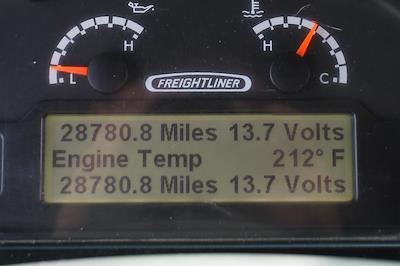 H
L
H
C
FREIGHTLINER
28780.8 Miles 13.7 Volts
Engine Temp 212° F
28780.8 Miles 13.7 Volts